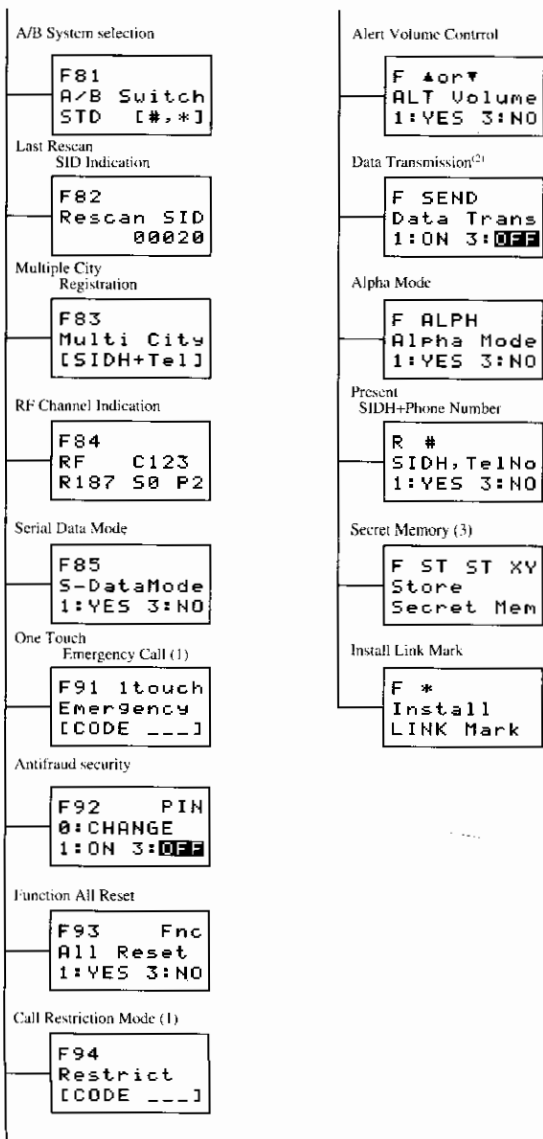 A/B System selection
F81
A/B Switch
STD [#,*]
Last Rescan
SID Indication
F82
Rescan SID
00020
Multiple City
Registration
F83
Multi City
[SIDH+Tel]
RF Channel Indication
F84
RF C123
R187 S0 P2
Serial Data Mode
F85
S-DataMode
1:YES 3:NO
One Touch
Emergency Call (1)
F91 1touch
Emergency
[CODE ___]
Antifraud security
F92 PIN
0:CHANGE
1:ON 3:OFF
Function All Reset
F93 Fnc
All Reset
1:YES 3:NO
Call Restriction Mode (1)
F94
Restrict
[CODE ___]
Alert Volume Contrrol
F ▲or▼
ALT Volume
1:YES 3:NO
Data Transmission(2)
F SEND
Data Trans
1:ON 3:OFF
Alpha Mode
F ALPH
Alpha Mode
1:YES 3:NO
Present
SIDH+Phone Number
R #
SIDH,TelNo
1:YES 3:NO
Secret Memory (3)
F ST ST XY
Store
Secret Mem
Install Link Mark
F *
Install
LINK Mark